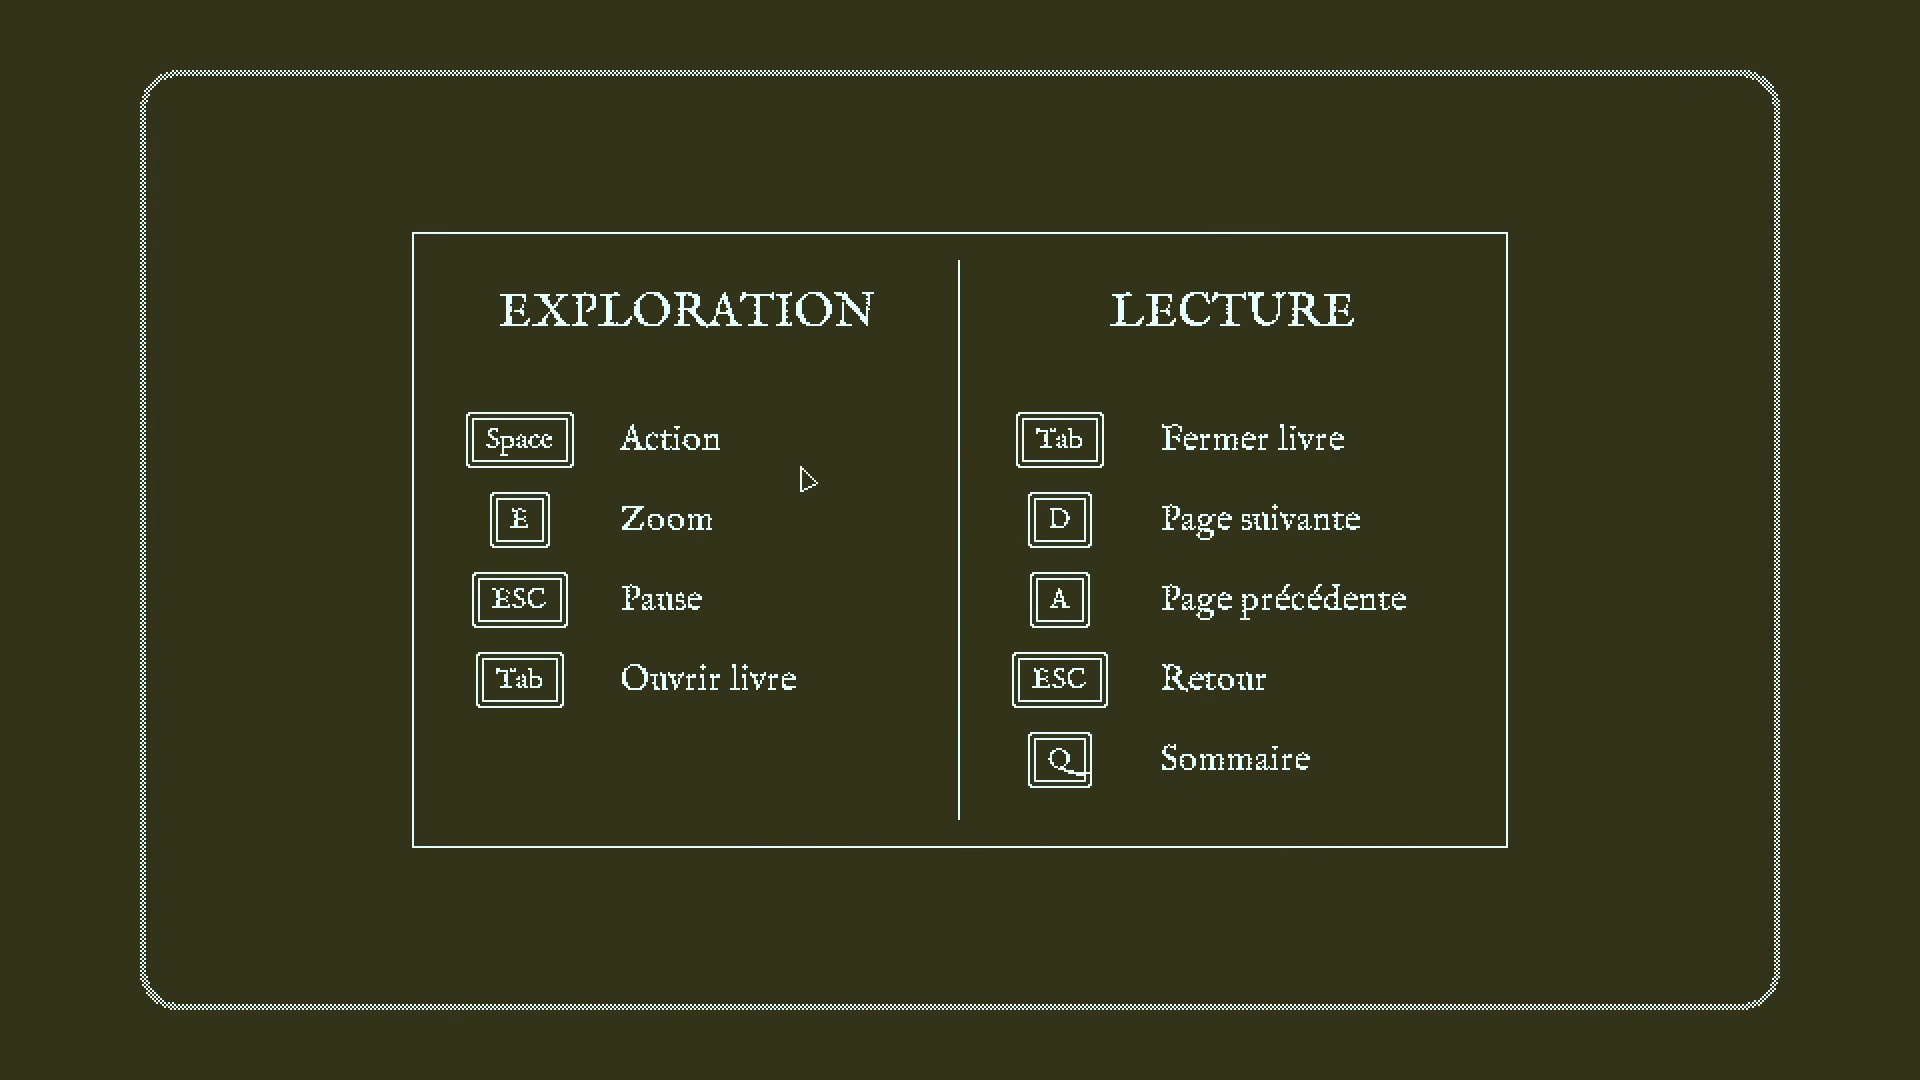 EXPLORATION
Space Action
E Zoom
ESC Pause
Tab Ouvrir livre
LECTURE
Tab Fermer livre
D Page suivante
A Page précédente
ESC Retour
Q Sommaire